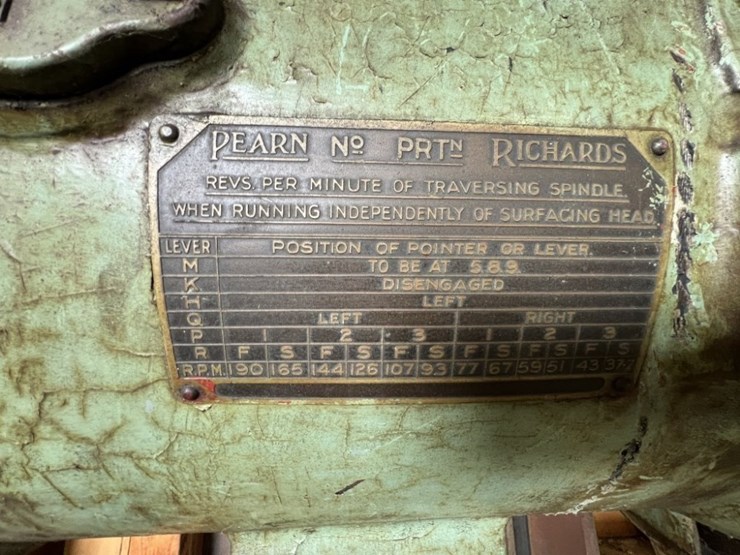 PEARN Nº PRTN RICHARDS
REVS. PER MINUTE OF TRAVERSING SPINDLE.
WHEN RUNNING INDEPENDENTLY OF SURFACING HEAD
LEVER POSITION OF POINTER OR LEVER.
M TO BE AT S.8.9.
K DISENGAGED
H LEFT
Q LEFT RIGHT
P 1 2 3 1 2 3
R F S F S F S F S F S F S
R.P.M. 190 165 144 126 107 93 77 67 59 51 43